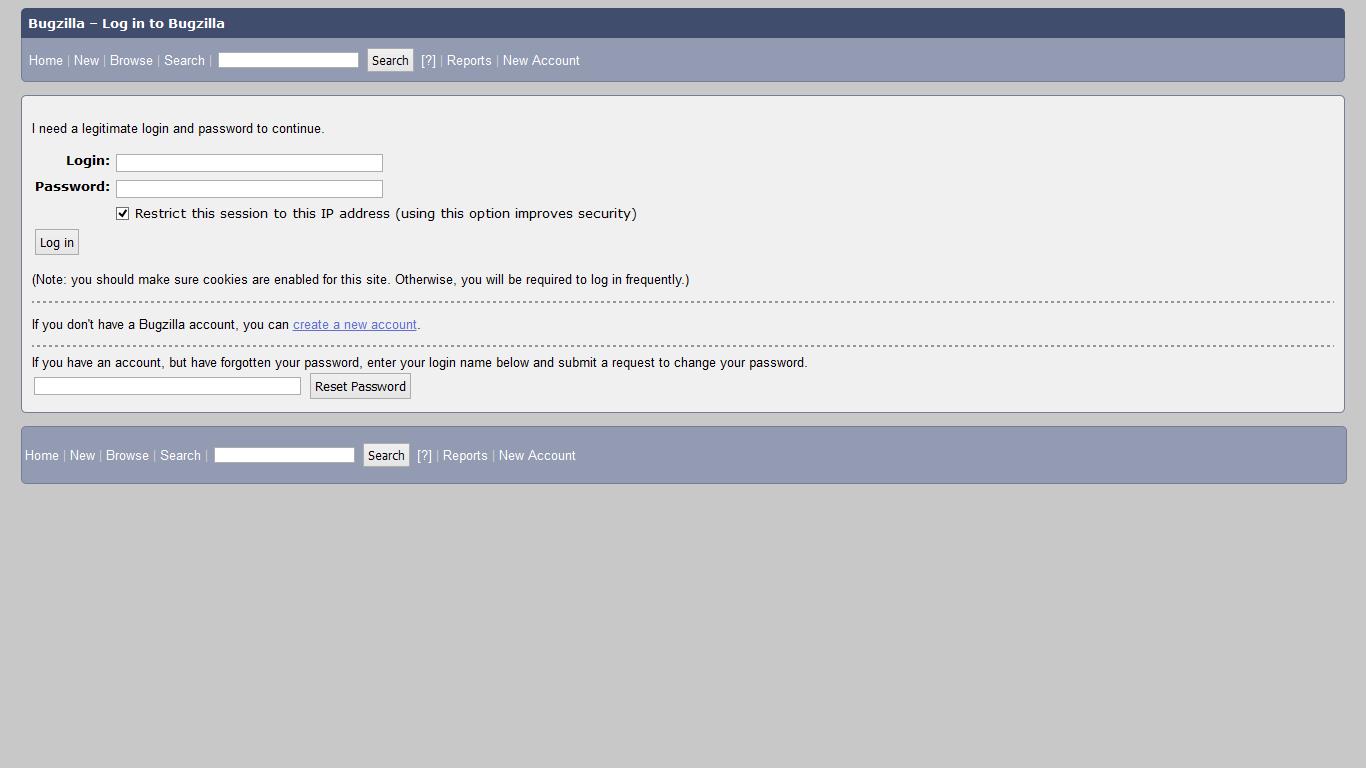 Bugzilla – Log in to Bugzilla
Home | New | Browse | Search | Search [?] | Reports | New Account
I need a legitimate login and password to continue.
Login:
Password:
Restrict this session to this IP address (using this option improves security)
Log in
(Note: you should make sure cookies are enabled for this site. Otherwise, you will be required to log in frequently.)
If you don't have a Bugzilla account, you can create a new account.
If you have an account, but have forgotten your password, enter your login name below and submit a request to change your password.
Reset Password
Home | New | Browse | Search | Search [?] | Reports | New Account